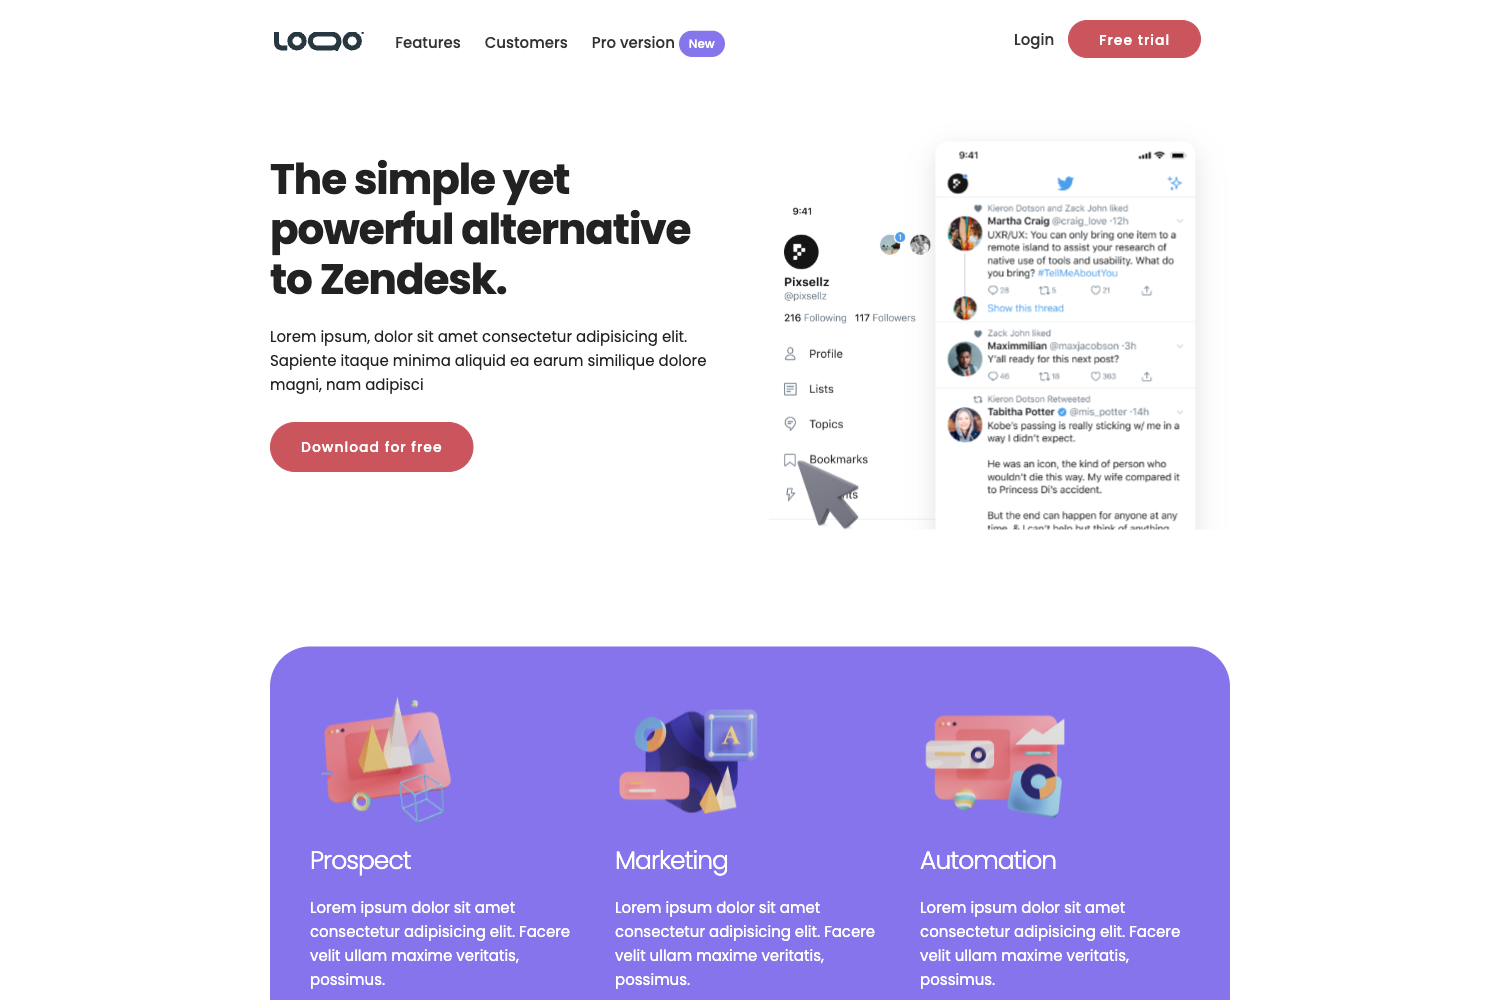 LOQO
Features
Customers
Pro version
New
Login
Free trial
The simple yet
powerful alternative
to Zendesk.
Lorem ipsum, dolor sit amet consectetur adipisicing elit.
Sapiente itaque minima aliquid ea earum similique dolore
magni, nam adipisci
Download for free
9:41
1
Pixsellz
@pixsellz
216 Following 117 Followers
Profile
Lists
Topics
Bookmarks
9:41
Kieron Dotson and Zack John liked
Martha Craig @craig_love ·12h
UXR/UX: You can only bring one item to a
remote island to assist your research of
native use of tools and usability. What do
you bring? #TellMeAboutYou
28 5 21
Show this thread
Zack John liked
Maximmilian @maxjacobson ·3h
Y'all ready for this next post?
46 18 363
Kieron Dotson Retweeted
Tabitha Potter @mis_potter ·14h
Kobe's passing is really sticking w/ me in a
way I didn't expect.
He was an icon, the kind of person who
wouldn't die this way. My wife compared it
to Princess Di's accident.
But the end can happen for anyone at any
time, & I can't help but think of anything
Prospect
Lorem ipsum dolor sit amet
consectetur adipisicing elit. Facere
velit ullam maxime veritatis,
possimus.
A
Marketing
Lorem ipsum dolor sit amet
consectetur adipisicing elit. Facere
velit ullam maxime veritatis,
possimus.
Automation
Lorem ipsum dolor sit amet
consectetur adipisicing elit. Facere
velit ullam maxime veritatis,
possimus.